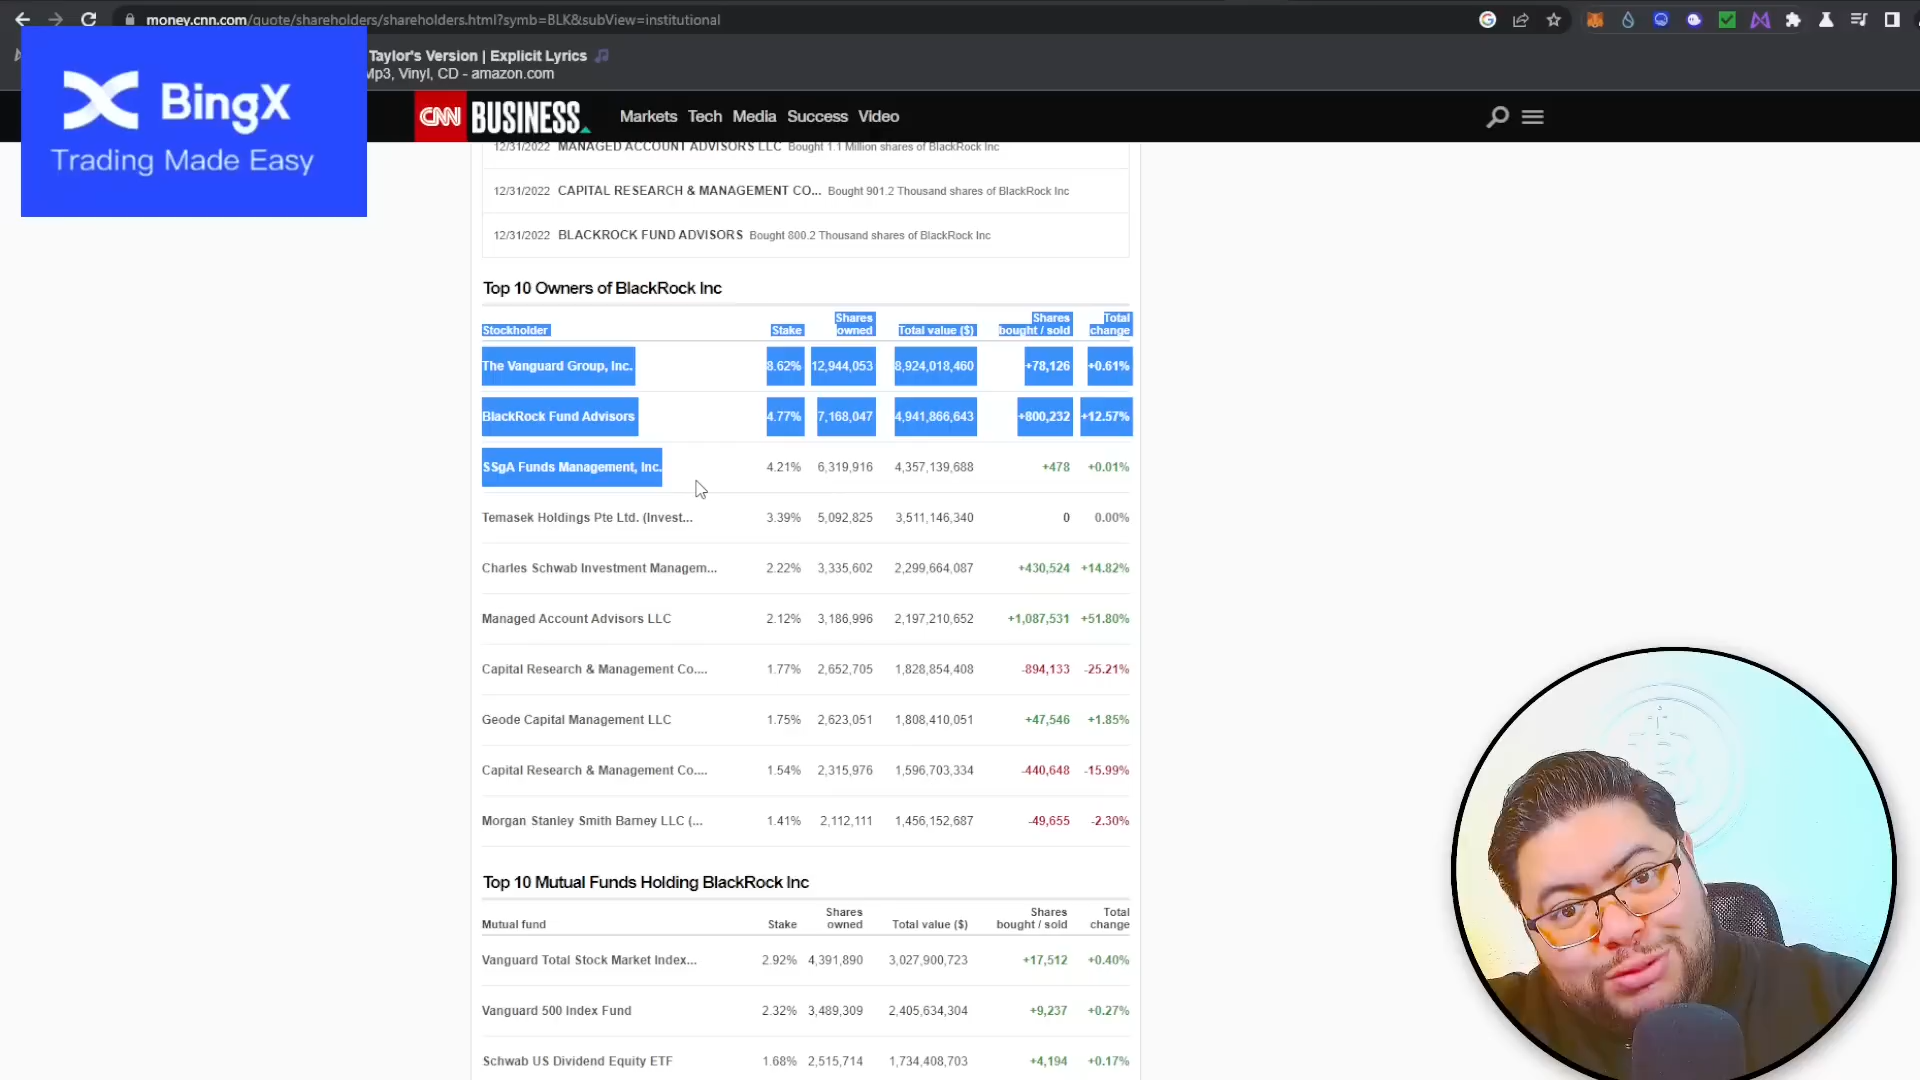 money.cnn.com/quote/shareholders/shareholders.html?symb=BLK&subView=institutional
Taylor's Version | Explicit Lyrics
Mp3, Vinyl, CD - amazon.com
BingX
Trading Made Easy
CNN BUSINESS Markets Tech Media Success Video
12/31/2022 MANAGED ACCOUNT ADVISORS LLC Bought 1.1 Million shares of BlackRock Inc
12/31/2022 CAPITAL RESEARCH & MANAGEMENT CO... Bought 901.2 Thousand shares of BlackRock Inc
12/31/2022 BLACKROCK FUND ADVISORS Bought 800.2 Thousand shares of BlackRock Inc
Top 10 Owners of BlackRock Inc
Stockholder Stake Shares owned Total value ($) Shares bought / sold Total change
The Vanguard Group, Inc. 8.62% 12,944,053 8,924,018,460 +78,126 +0.61%
BlackRock Fund Advisors 4.77% 7,168,047 4,941,866,643 +800,232 +12.57%
SSgA Funds Management, Inc. 4.21% 6,319,916 4,357,139,688 +478 +0.01%
Temasek Holdings Pte Ltd. (Invest... 3.39% 5,092,825 3,511,146,340 0 0.00%
Charles Schwab Investment Managem... 2.22% 3,335,602 2,299,664,087 +430,524 +14.82%
Managed Account Advisors LLC 2.12% 3,186,996 2,197,210,652 +1,087,531 +51.80%
Capital Research & Management Co.... 1.77% 2,652,705 1,828,854,408 -894,133 -25.21%
Geode Capital Management LLC 1.75% 2,623,051 1,808,410,051 +47,546 +1.85%
Capital Research & Management Co.... 1.54% 2,315,976 1,596,703,334 -440,648 -15.99%
Morgan Stanley Smith Barney LLC (... 1.41% 2,112,111 1,456,152,687 -49,655 -2.30%
Top 10 Mutual Funds Holding BlackRock Inc
Mutual fund Stake Shares owned Total value ($) Shares bought / sold Total change
Vanguard Total Stock Market Index... 2.92% 4,391,890 3,027,900,723 +17,512 +0.40%
Vanguard 500 Index Fund 2.32% 3,489,309 2,405,634,304 +9,237 +0.27%
Schwab US Dividend Equity ETF 1.68% 2,515,714 1,734,408,703 +4,194 +0.17%